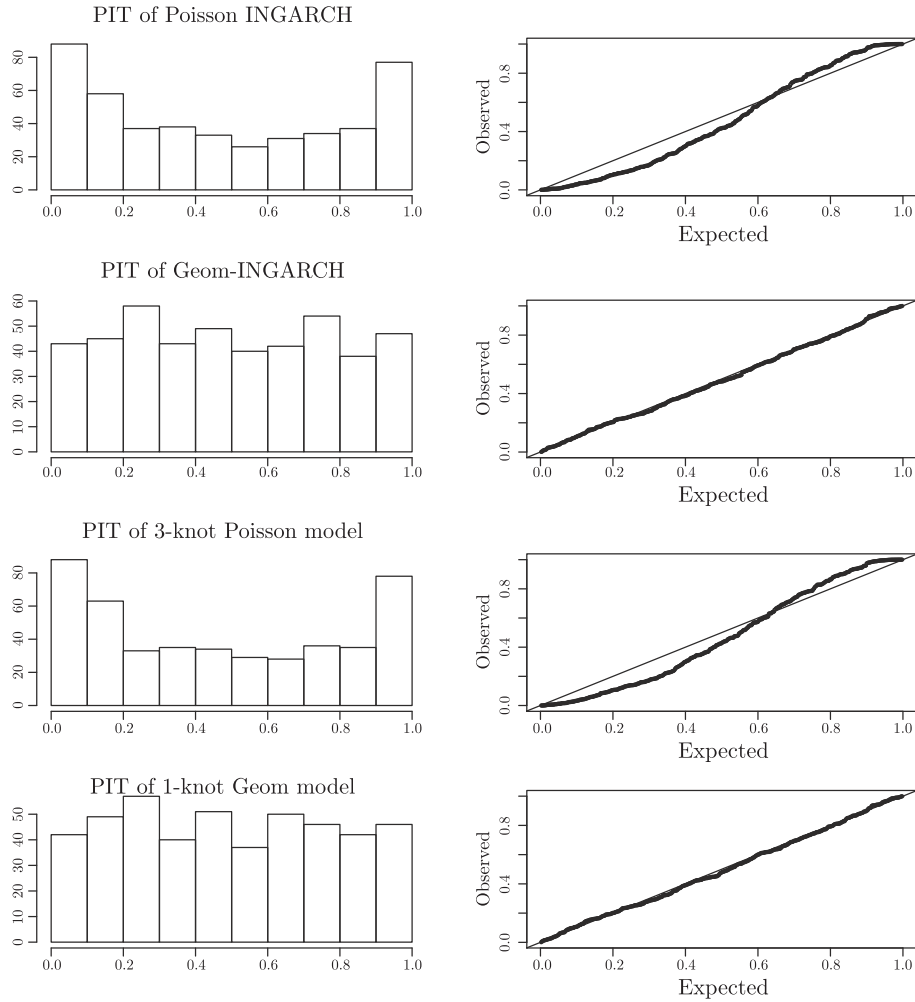 PIT of Poisson INGARCH
0 20 40 60 80
0.0 0.2 0.4 0.6 0.8 1.0
Observed
0.0 0.4 0.8
0.0 0.2 0.4 0.6 0.8 1.0
Expected
PIT of Geom-INGARCH
0 10 20 30 40 50 60
0.0 0.2 0.4 0.6 0.8 1.0
Observed
0.0 0.4 0.8
0.0 0.2 0.4 0.6 0.8 1.0
Expected
PIT of 3-knot Poisson model
0 20 40 60 80
0.0 0.2 0.4 0.6 0.8 1.0
Observed
0.0 0.4 0.8
0.0 0.2 0.4 0.6 0.8 1.0
Expected
PIT of 1-knot Geom model
0 10 20 30 40 50
0.0 0.2 0.4 0.6 0.8 1.0
Observed
0.0 0.4 0.8
0.0 0.2 0.4 0.6 0.8 1.0
Expected